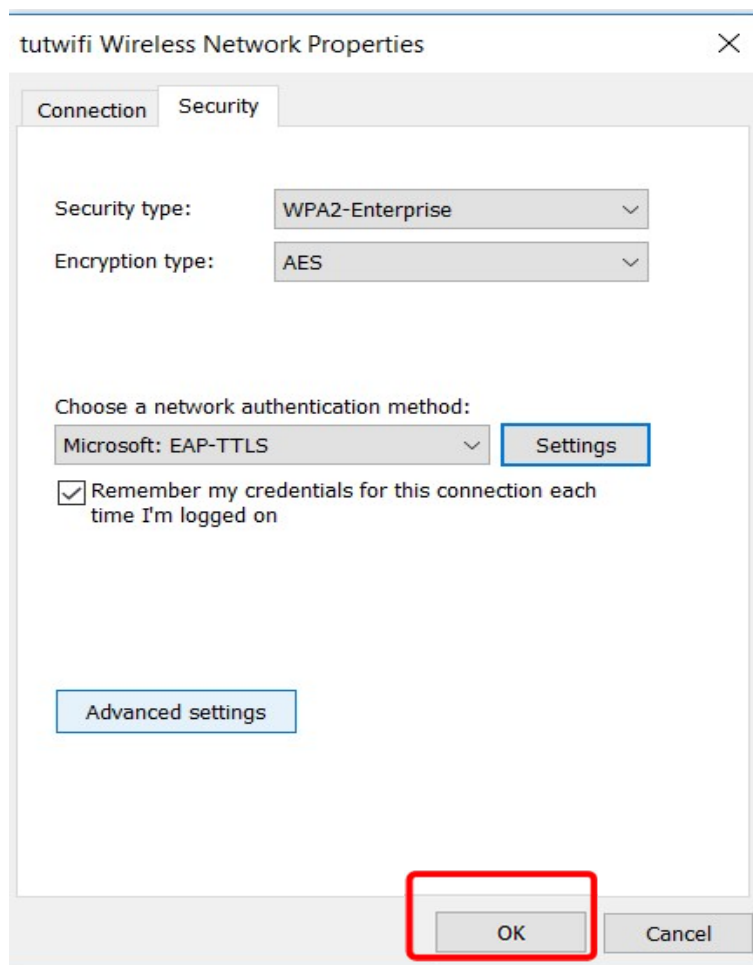 tutwifi Wireless Network Properties
Connection
Security
Security type:
WPA2-Enterprise
Encryption type:
AES
Choose a network authentication method:
Microsoft: EAP-TTLS
Settings
Remember my credentials for this connection each
time I'm logged on
Advanced settings
OK
Cancel